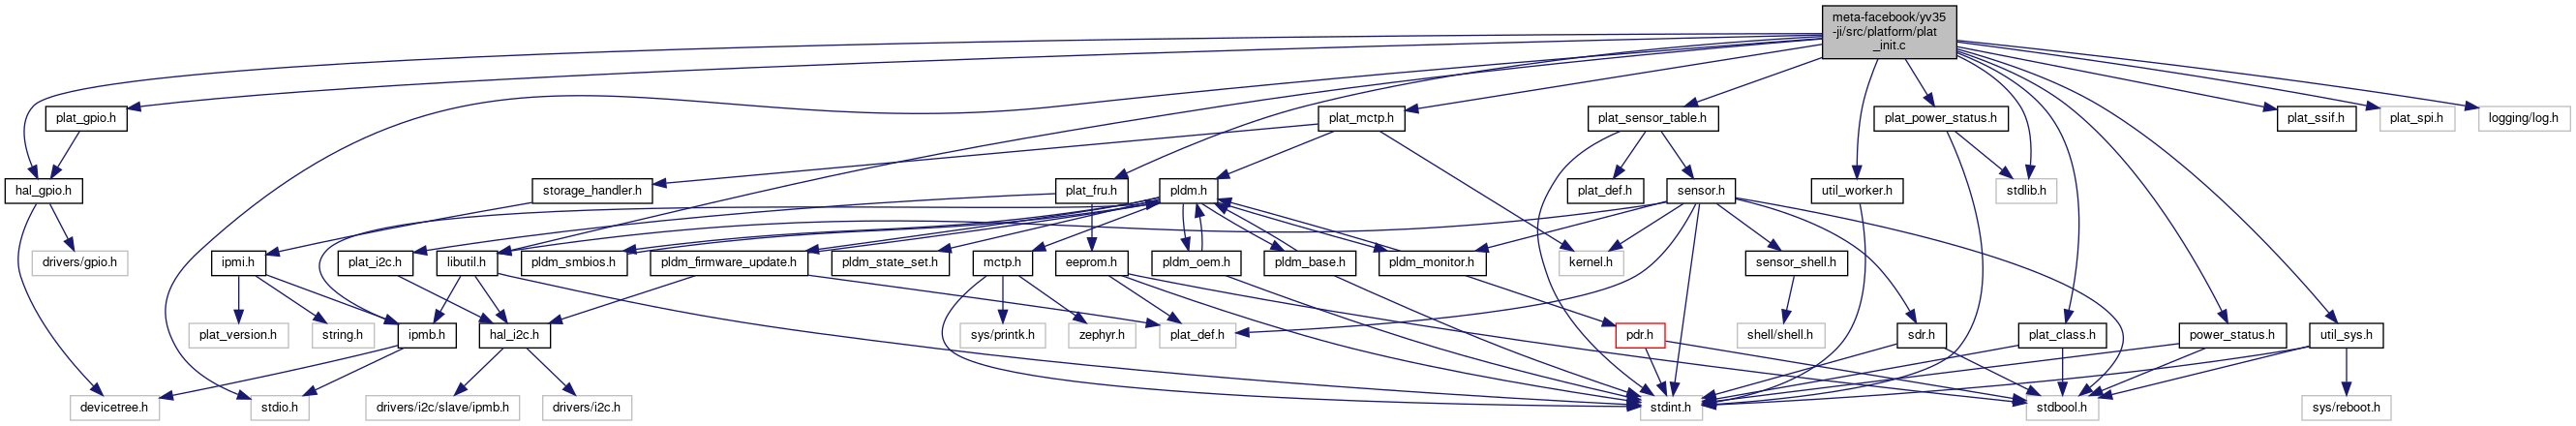 meta-facebook/yv35
-ji/src/platform/plat
_init.c
plat_gpio.h
plat_mctp.h
plat_sensor_table.h
plat_power_status.h
plat_ssif.h
plat_spi.h
logging/log.h
hal_gpio.h
storage_handler.h
plat_fru.h
pldm.h
plat_def.h
sensor.h
util_worker.h
stdlib.h
drivers/gpio.h
ipmi.h
plat_i2c.h
libutil.h
pldm_smbios.h
pldm_firmware_update.h
pldm_state_set.h
mctp.h
eeprom.h
pldm_oem.h
pldm_base.h
pldm_monitor.h
kernel.h
sensor_shell.h
plat_version.h
string.h
ipmb.h
hal_i2c.h
sys/printk.h
zephyr.h
plat_def.h
pdr.h
shell/shell.h
sdr.h
plat_class.h
power_status.h
util_sys.h
devicetree.h
stdio.h
drivers/i2c/slave/ipmb.h
drivers/i2c.h
stdint.h
stdbool.h
sys/reboot.h